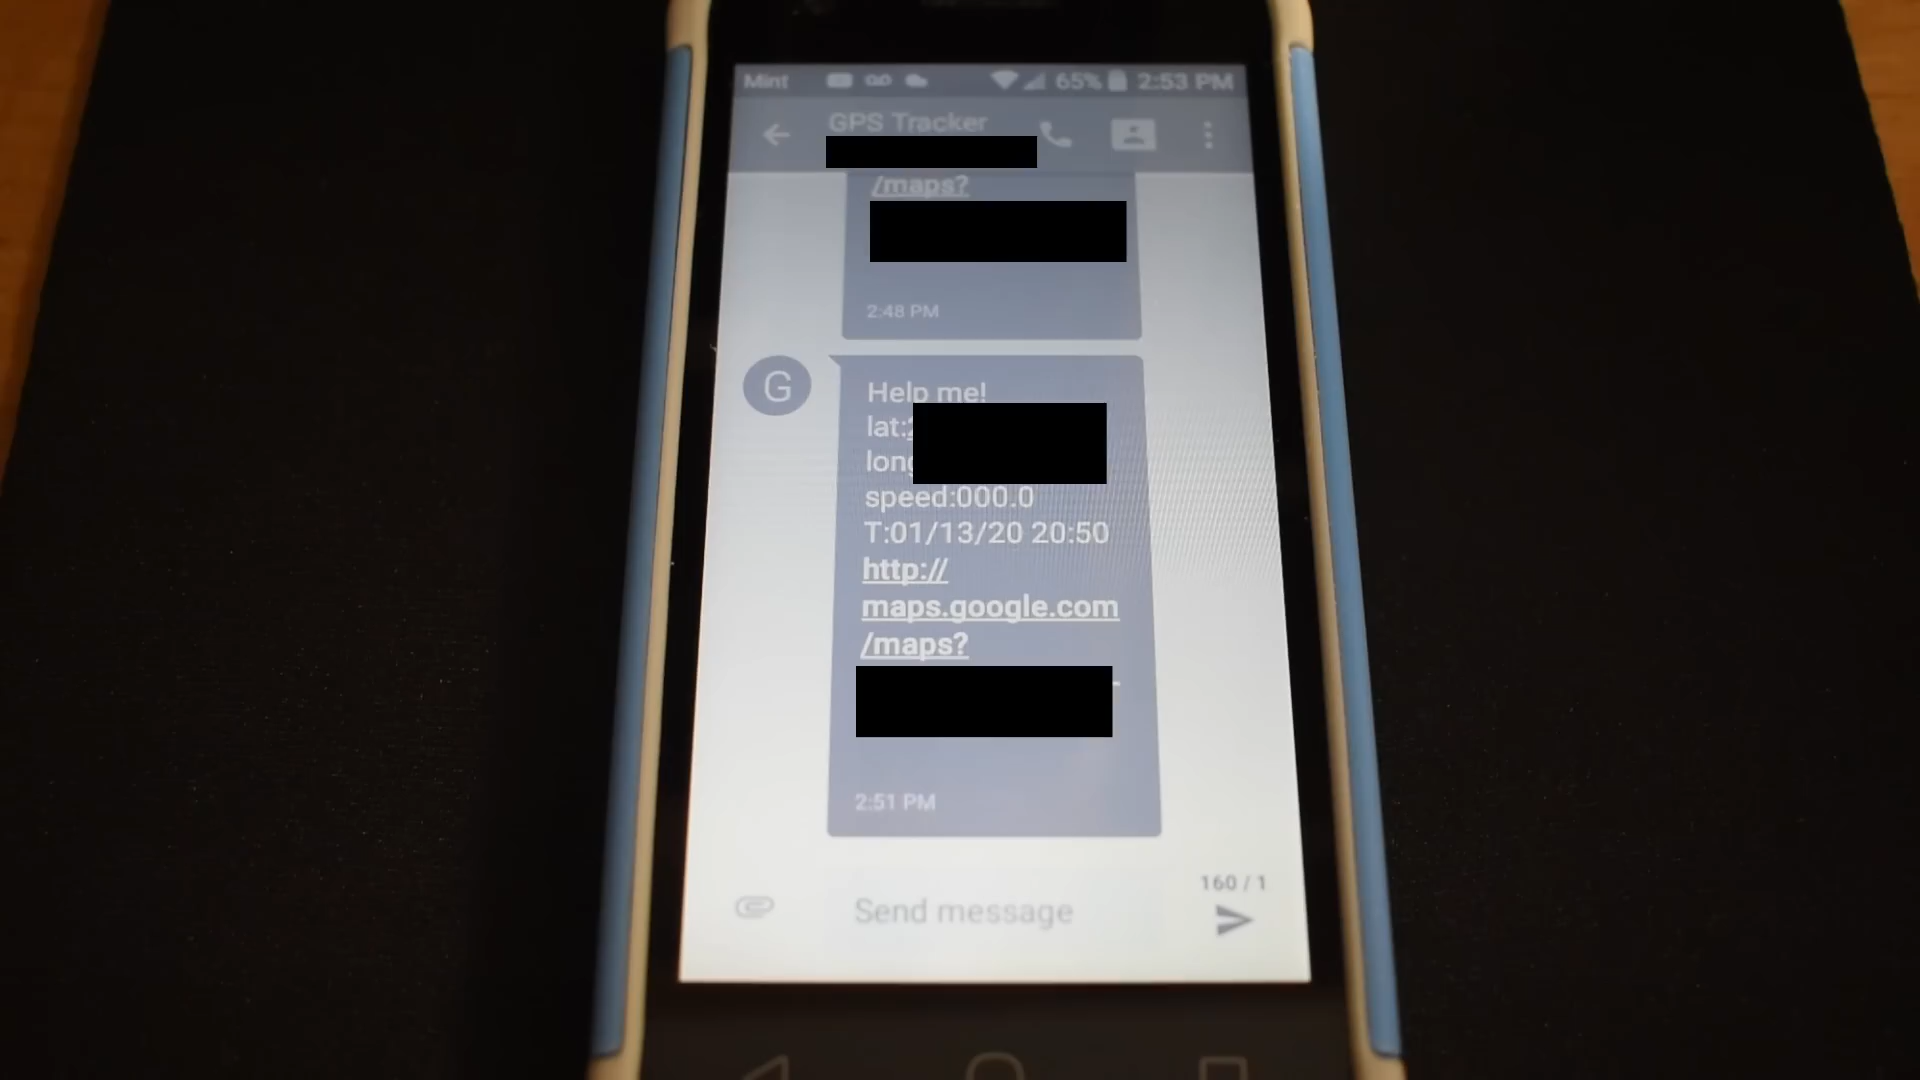 Mint 65% 2:53 PM
GPS Tracker
/maps?
2:48 PM
G
Help me!
lat:
long
speed:000.0
T:01/13/20 20:50
http://
maps.google.com
/maps?
2:51 PM
160 / 1
Send message